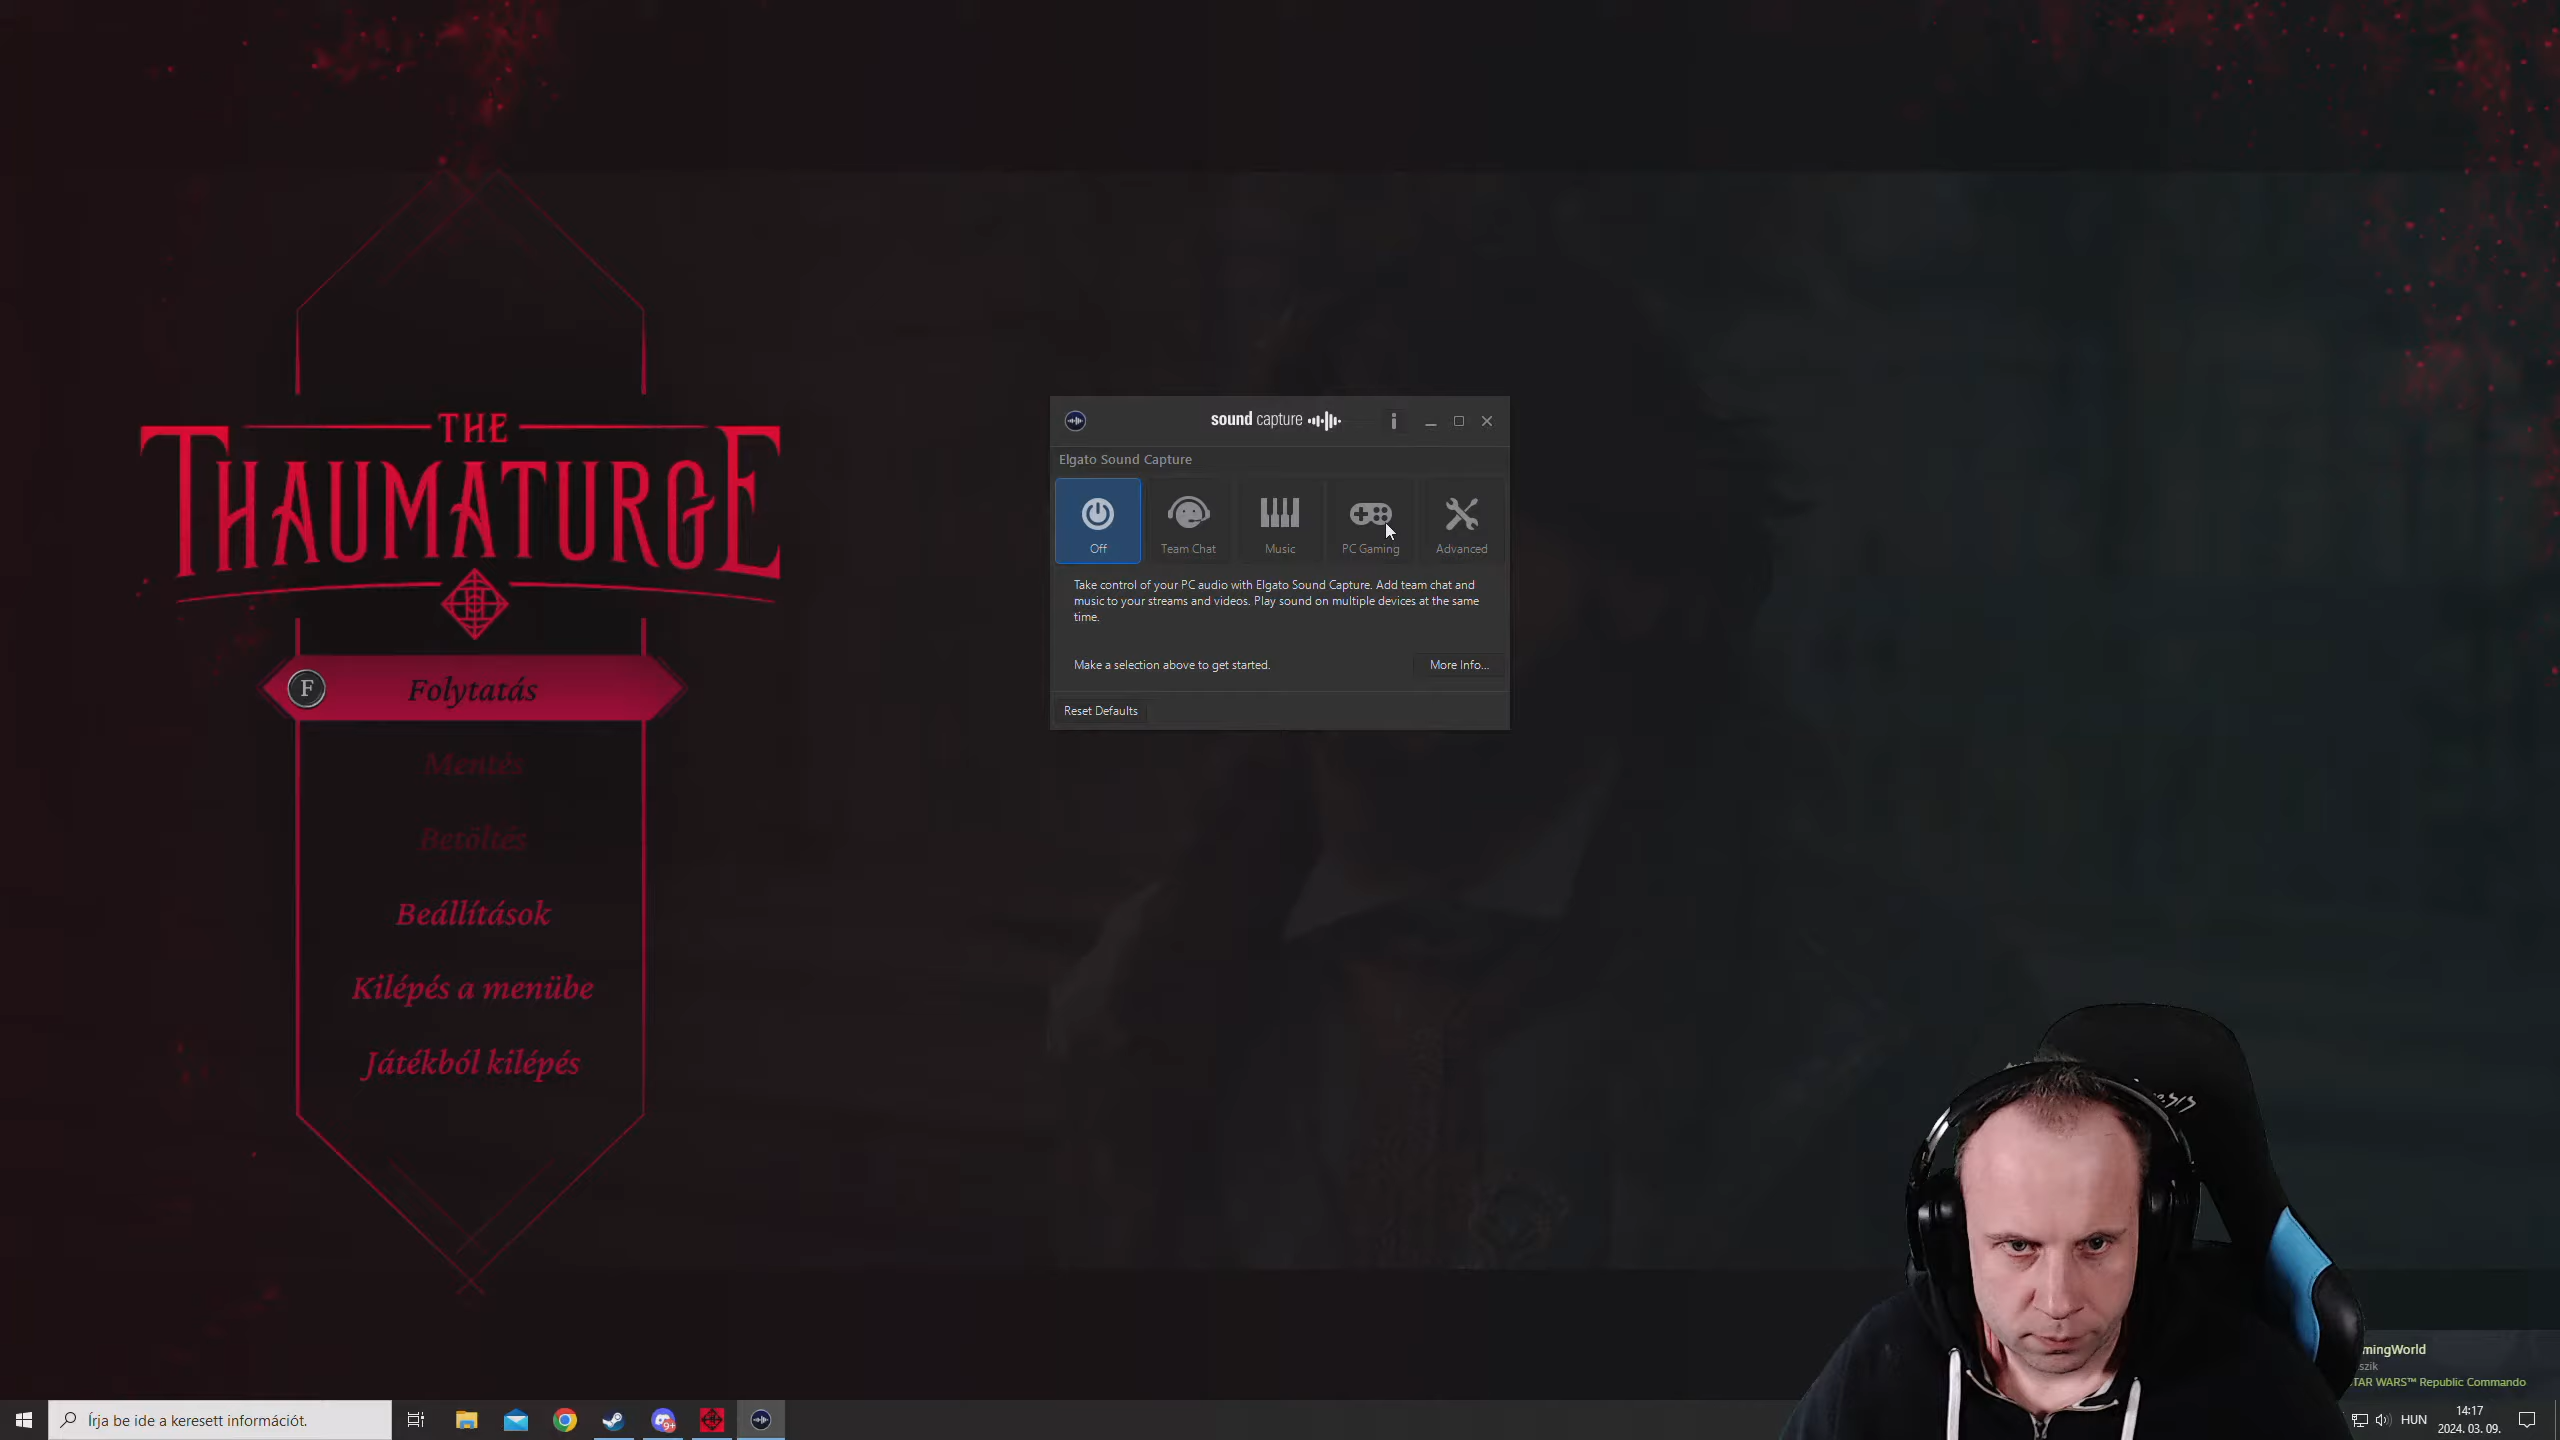 THE
THAUMATURGE
F
Folytatás
Mentés
Betöltés
Beállítások
Kilépés a menübe
Játékból kilépés
sound capture
i
Elgato Sound Capture
Off
Team Chat
Music
PC Gaming
Advanced
Take control of your PC audio with Elgato Sound Capture. Add team chat and
music to your streams and videos. Play sound on multiple devices at the same
time.
Make a selection above to get started.
More Info...
Reset Defaults
mingWorld
szik
TAR WARS™ Republic Commando
Írja be ide a keresett információt.
9+
HUN
14:17
2024. 03. 09.